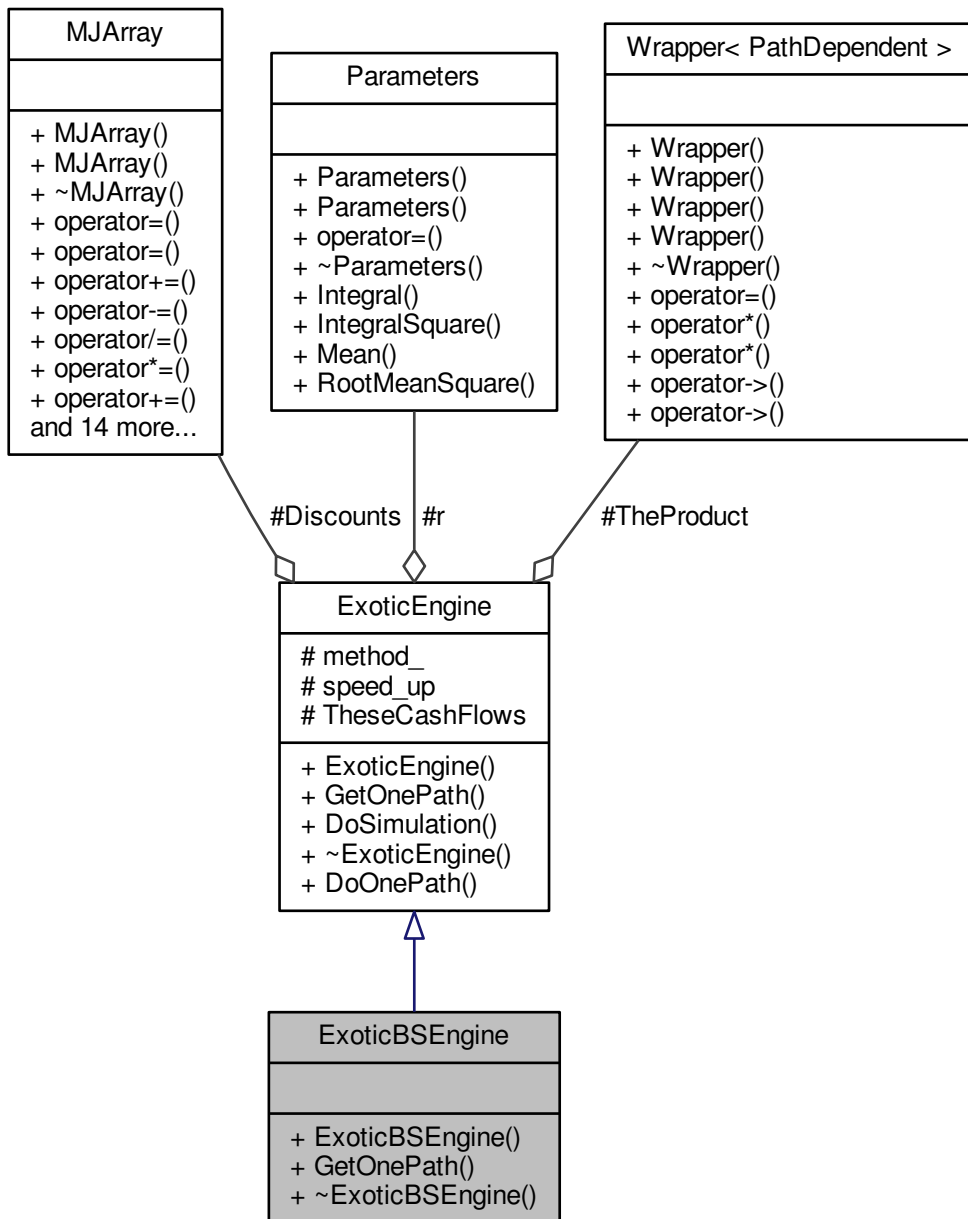 MJArray
+ MJArray()
+ MJArray()
+ ~MJArray()
+ operator=()
+ operator=()
+ operator+=()
+ operator-=()
+ operator/=()
+ operator*=()
+ operator+=()
and 14 more...
Parameters
+ Parameters()
+ Parameters()
+ operator=()
+ ~Parameters()
+ Integral()
+ IntegralSquare()
+ Mean()
+ RootMeanSquare()
Wrapper< PathDependent >
+ Wrapper()
+ Wrapper()
+ Wrapper()
+ Wrapper()
+ ~Wrapper()
+ operator=()
+ operator*()
+ operator*()
+ operator->()
+ operator->()
#Discounts
#r
#TheProduct
ExoticEngine
# method_
# speed_up
# TheseCashFlows
+ ExoticEngine()
+ GetOnePath()
+ DoSimulation()
+ ~ExoticEngine()
+ DoOnePath()
ExoticBSEngine
+ ExoticBSEngine()
+ GetOnePath()
+ ~ExoticBSEngine()